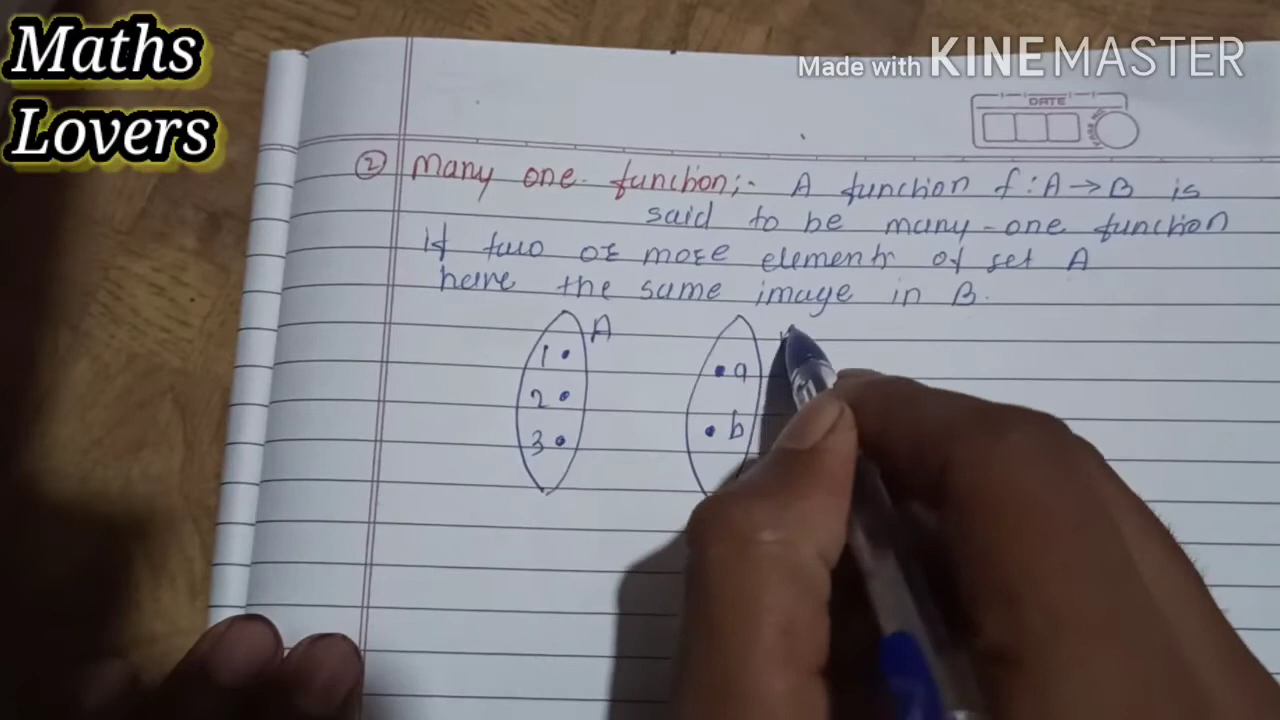 Maths
Lovers
Made with KINEMASTER
DATE
② Many one function;- A function f:A→B is
said to be many-one function
if two or more elements of set A
have the same image in B.
A
1
2
3
a
b